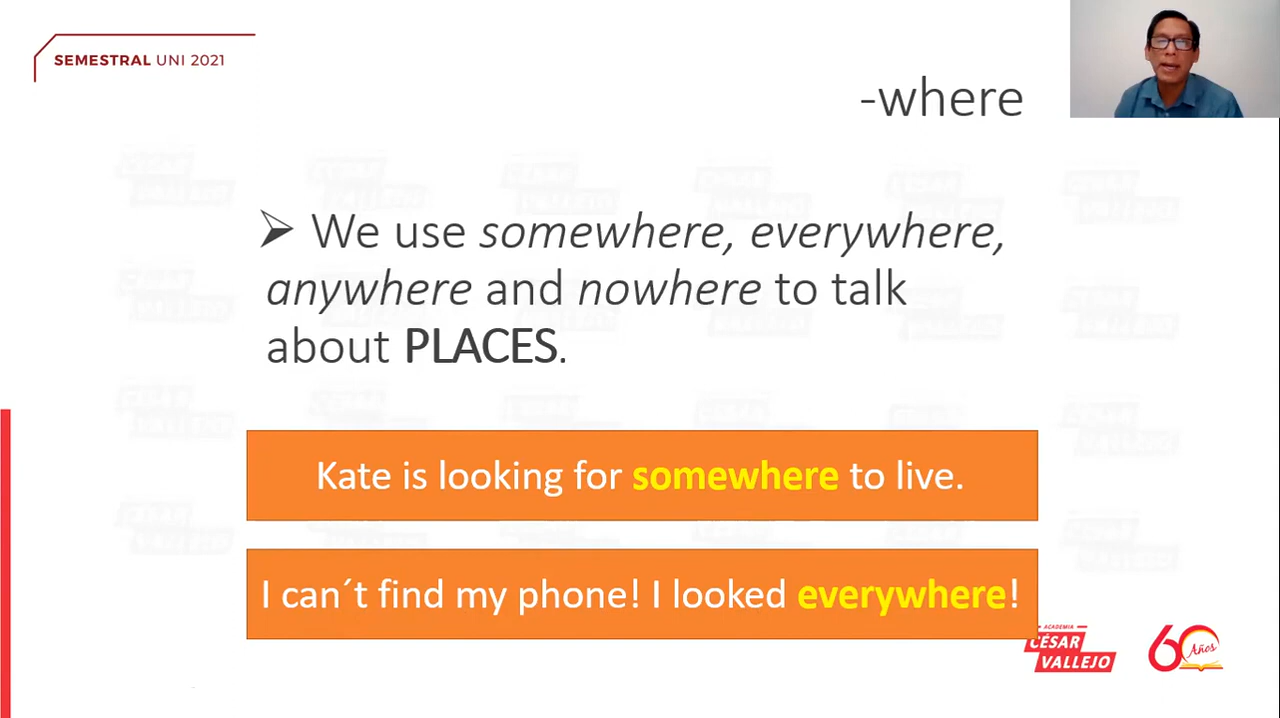 SEMESTRAL UNI 2021
-where
➢ We use somewhere, everywhere,
anywhere and nowhere to talk
about PLACES.
Kate is looking for somewhere to live.
I can´t find my phone! I looked everywhere!
ACADEMIA
CÉSAR
VALLEJO
60
Años